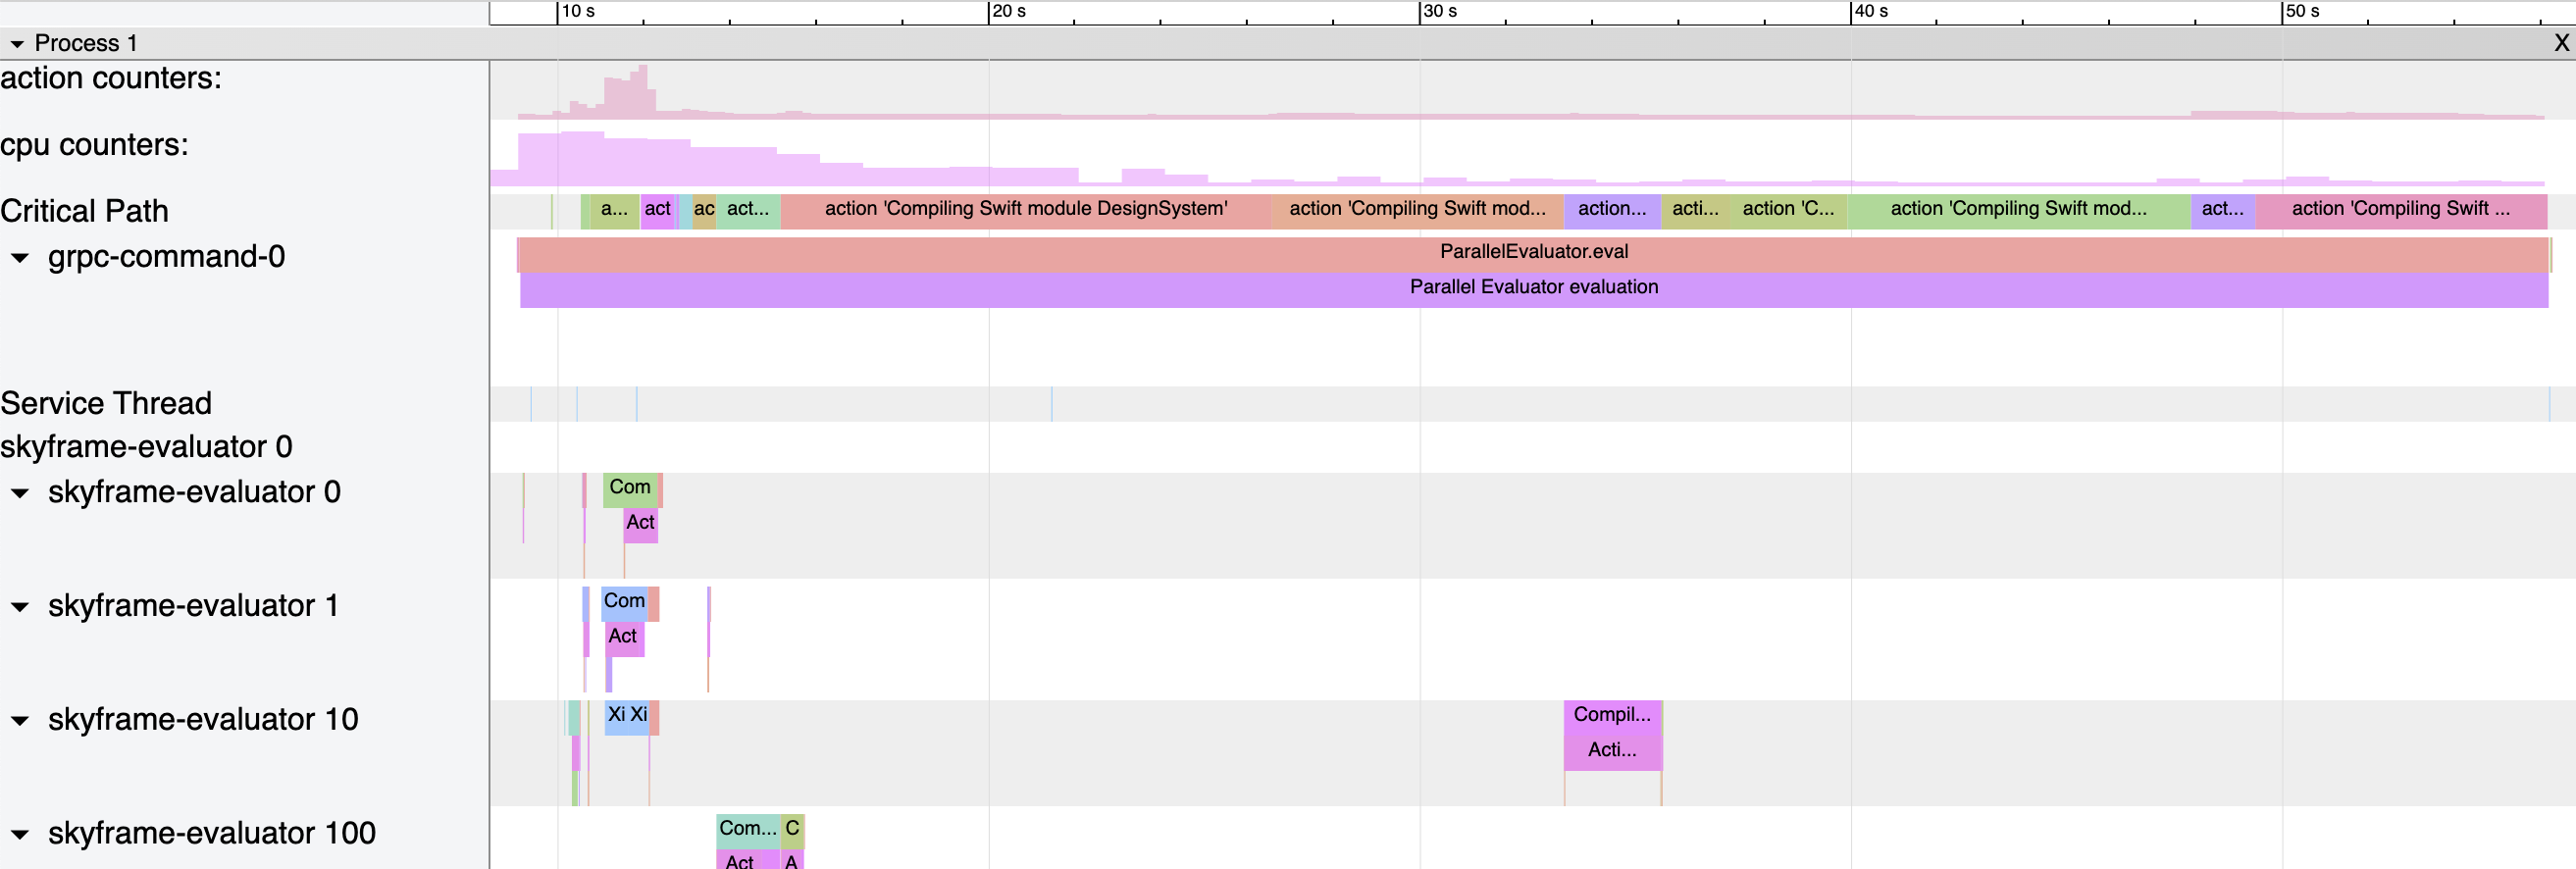 10 s 20 s 30 s 40 s 50 s
Process 1 X
action counters:
cpu counters:
Critical Path a... act ac act... action 'Compiling Swift module DesignSystem' action 'Compiling Swift mod... action... acti... action 'C... action 'Compiling Swift mod... act... action 'Compiling Swift ...
grpc-command-0 ParallelEvaluator.eval
Parallel Evaluator evaluation
Service Thread
skyframe-evaluator 0
skyframe-evaluator 0 Com
Act
skyframe-evaluator 1 Com
Act
skyframe-evaluator 10 Xi Xi Compil...
Acti...
skyframe-evaluator 100 Com... C
Act A